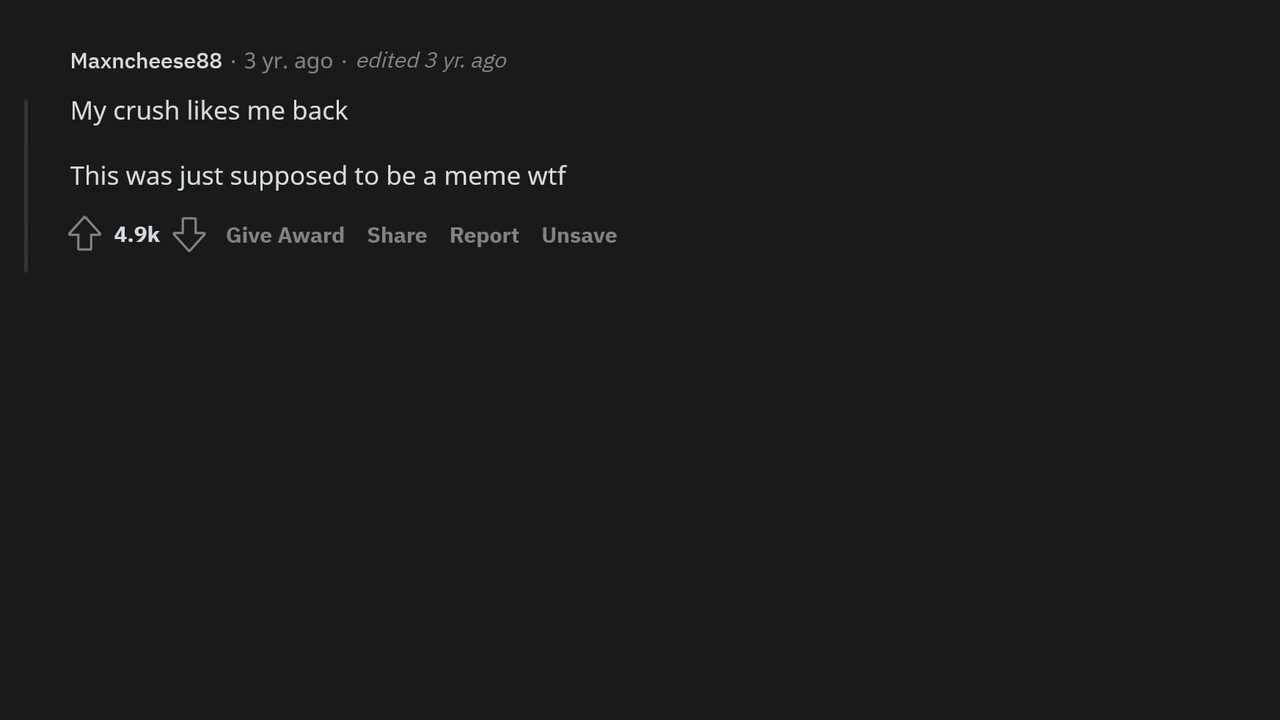 Maxncheese88 · 3 yr. ago · edited 3 yr. ago
My crush likes me back
This was just supposed to be a meme wtf
4.9k Give Award Share Report Unsave